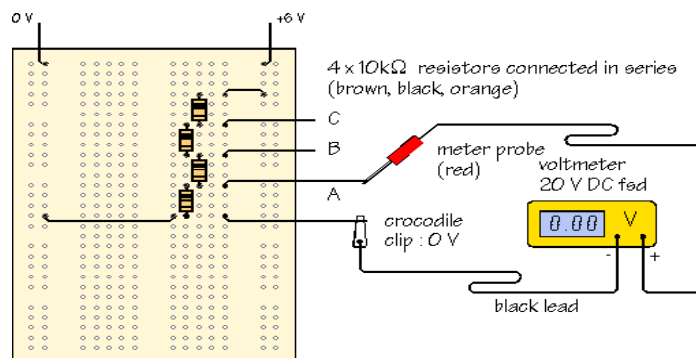 0 V
+6 V
4 x 10kΩ resistors connected in series
(brown, black, orange)
C
B
A
meter probe
(red)
voltmeter
20 V DC fsd
0.00
V
- +
crocodile
clip : 0 V
black lead